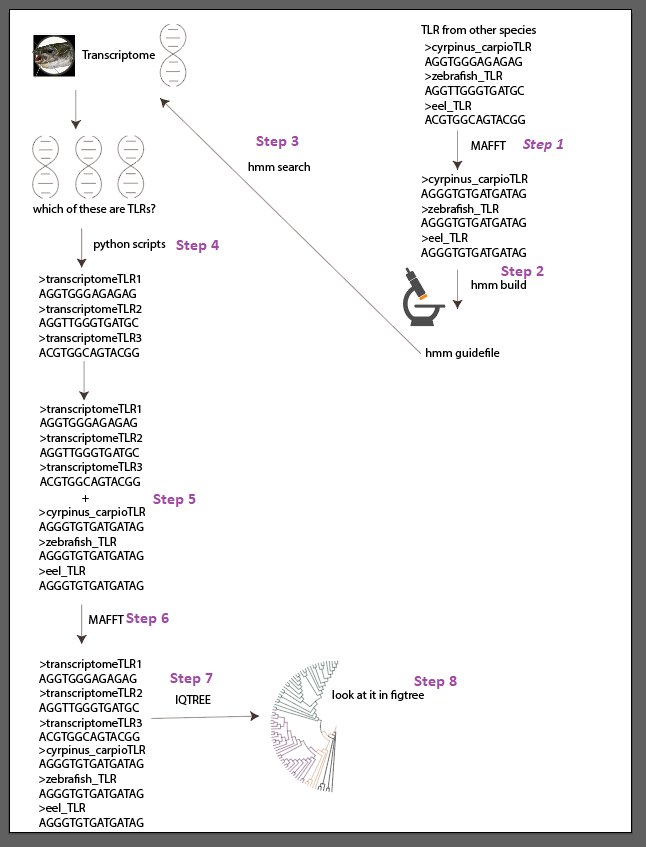 Transcriptome
which of these are TLRs?
python scripts Step 4
>transcriptomeTLR1
AGGTGGGAGAGAG
>transcriptomeTLR2
AGGTTGGGTGATGC
>transcriptomeTLR3
ACGTGGCAGTACGG
>transcriptomeTLR1
AGGTGGGAGAGAG
>transcriptomeTLR2
AGGTTGGGTGATGC
>transcriptomeTLR3
ACGTGGCAGTACGG
+
Step 5
>cyrpinus_carpioTLR
AGGGTGTGATGATAG
>zebrafish_TLR
AGGGTGTGATGATAG
>eel_TLR
AGGGTGTGATGATAG
MAFFT Step 6
>transcriptomeTLR1
AGGTGGGAGAGAG
>transcriptomeTLR2
AGGTTGGGTGATGC
>transcriptomeTLR3
ACGTGGCAGTACGG
>cyrpinus_carpioTLR
AGGGTGTGATGATAG
>zebrafish_TLR
AGGGTGTGATGATAG
>eel_TLR
AGGGTGTGATGATAG
Step 7
IQTREE
Step 8
look at it in figtree
Step 3
hmm search
TLR from other species
>cyrpinus_carpioTLR
AGGTGGGAGAGAG
>zebrafish_TLR
AGGTTGGGTGATGC
>eel_TLR
ACGTGGCAGTACGG
MAFFT Step 1
>cyrpinus_carpioTLR
AGGGTGTGATGATAG
>zebrafish_TLR
AGGGTGTGATGATAG
>eel_TLR
AGGGTGTGATGATAG
Step 2
hmm build
hmm guidefile